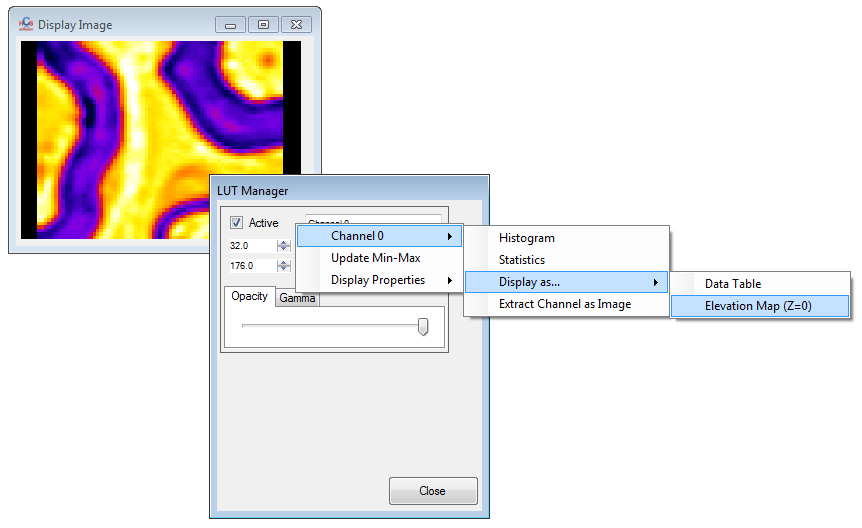 Display Image
LUT Manager
Active
Channel 0
32.0
176.0
Opacity
Gamma
Close
Channel 0
Update Min-Max
Display Properties
Histogram
Statistics
Display as...
Extract Channel as Image
Data Table
Elevation Map (Z=0)